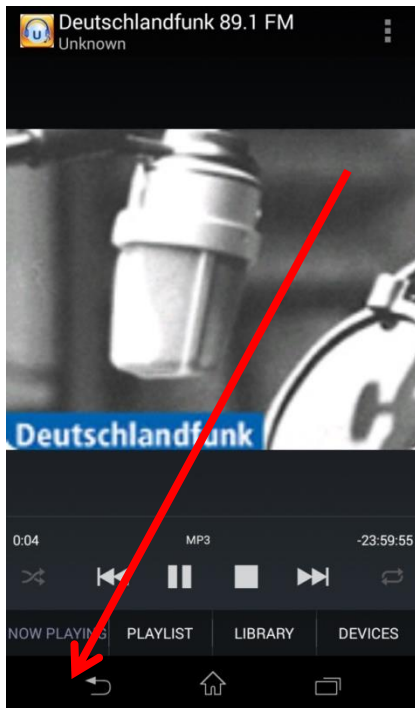 Deutschlandfunk 89.1 FM
Unknown
Deutschlandfunk
0:04 MP3 -23:59:55
NOW PLAYING PLAYLIST LIBRARY DEVICES